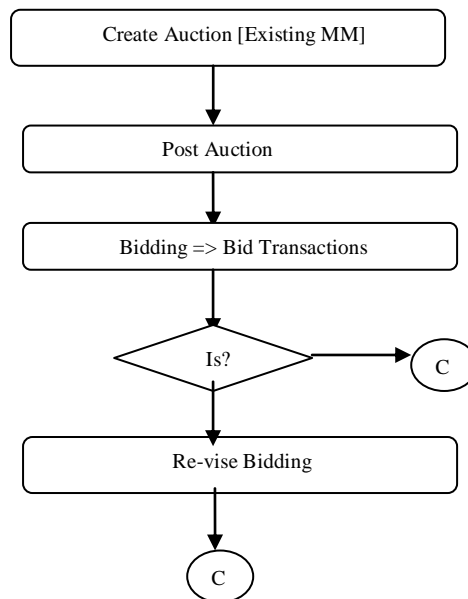 Create Auction [Existing MM]
Post Auction
Bidding => Bid Transactions
Is?
C
Re-vise Bidding
C